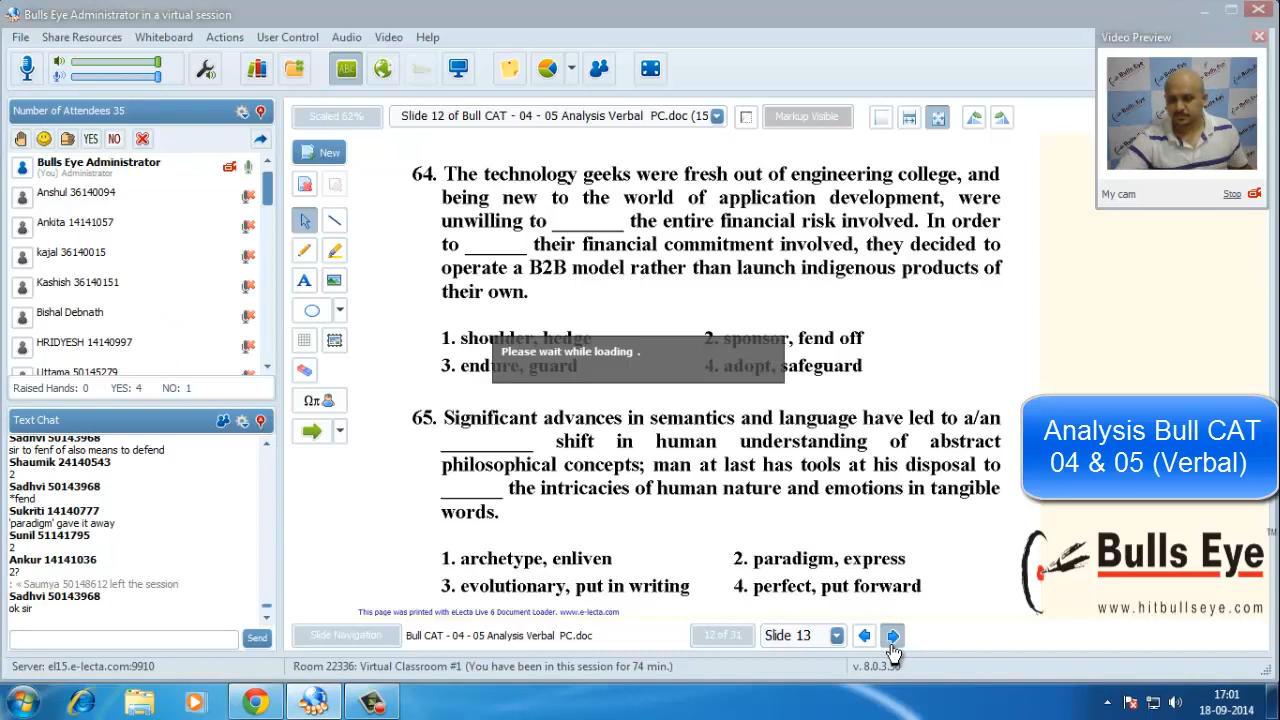 Bulls Eye Administrator in a virtual session
File Share Resources Whiteboard Actions User Control Audio Video Help
Video Preview
My cam Stop
Number of Attendees 35
YES NO
Bulls Eye Administrator
(You) Administrator
Anshul 36140094
Ankita 14141057
kajal 36140015
Kashish 36140151
Bishal Debnath
HRIDYESH 14140997
Uttama 50145279
Raised Hands: 0 YES: 4 NO: 1
Text Chat
Sadhvi 50143968
sir to fend of also means to defend
Shaumik 24140543
2
Sadhvi 50143968
*fend
Sukriti 14140777
'paradigm' gave it away
Sunil 51141795
2
Ankur 14141036
2?
: « Saumya 50148612 left the session
Sadhvi 50143968
ok sir
Send
Scaled 62% Slide 12 of Bull CAT - 04 - 05 Analysis Verbal PC.doc (15 Markup Visible
New
ABC
A
Ωπ
64. The technology geeks were fresh out of engineering college, and
being new to the world of application development, were
unwilling to _______ the entire financial risk involved. In order
to ______ their financial commitment involved, they decided to
operate a B2B model rather than launch indigenous products of
their own.
1. shoulder, hedge 2. sponsor, fend off
Please wait while loading .
3. endure, guard 4. adopt, safeguard
65. Significant advances in semantics and language have led to a/an
_________ shift in human understanding of abstract
philosophical concepts; man at last has tools at his disposal to
______ the intricacies of human nature and emotions in tangible
words.
1. archetype, enliven 2. paradigm, express
3. evolutionary, put in writing 4. perfect, put forward
This page was printed with eLecta Live 6 Document Loader. www.e-lecta.com
Analysis Bull CAT
04 & 05 (Verbal)
Bulls Eye TM
www.hitbullseye.com
Slide Navigation Bull CAT - 04 - 05 Analysis Verbal PC.doc 12 of 31 Slide 13
Server: el15.e-lecta.com:9910 Room 22336: Virtual Classroom #1 (You have been in this session for 74 min.)
17:01
18-09-2014